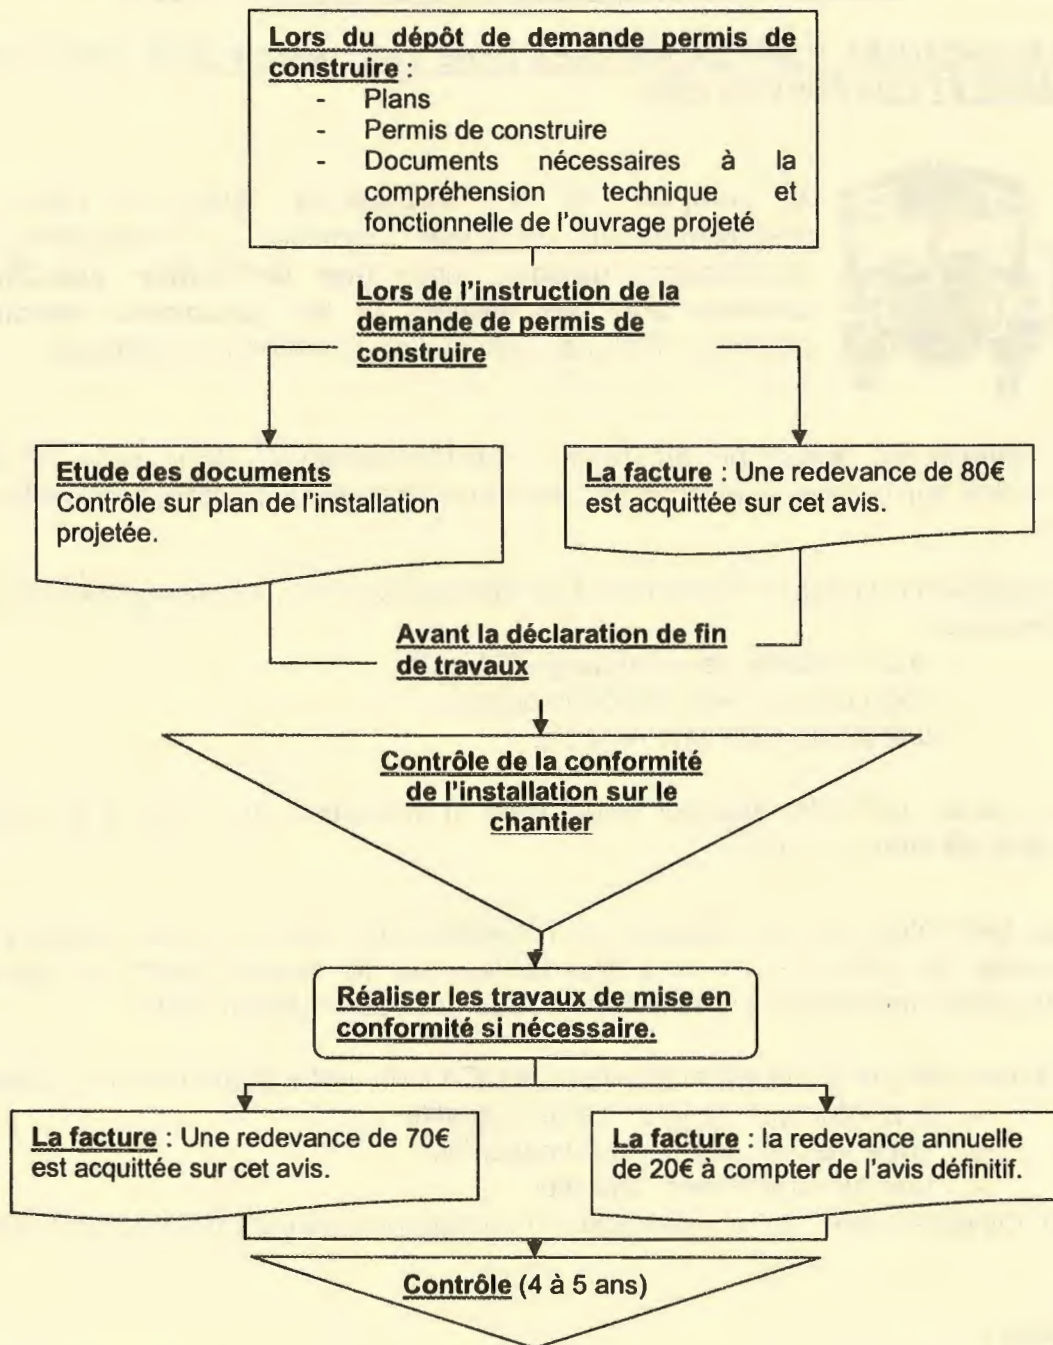 Lors du dépôt de demande permis de
construire :
- Plans
- Permis de construire
- Documents nécessaires à la
compréhension technique et
fonctionnelle de l'ouvrage projeté
Lors de l'instruction de la
demande de permis de
construire
Etude des documents
Contrôle sur plan de l'installation
projetée.
La facture : Une redevance de 80€
est acquittée sur cet avis.
Avant la déclaration de fin
de travaux
Contrôle de la conformité
de l'installation sur le
chantier
Réaliser les travaux de mise en
conformité si nécessaire.
La facture : Une redevance de 70€
est acquittée sur cet avis.
La facture : la redevance annuelle
de 20€ à compter de l'avis définitif.
Contrôle (4 à 5 ans)